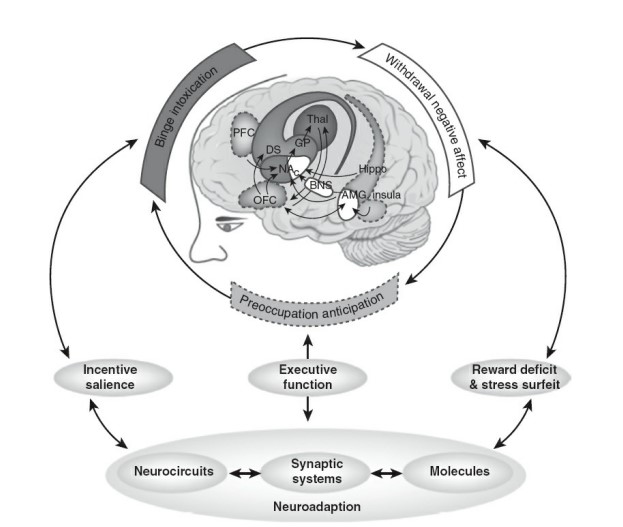 Binge intoxication
Withdrawal negative affect
PFC
Thal
DS
GP
NAc
Hippo
BNS
AMG
insula
OFC
Preoccupation anticipation
Incentive
salience
Executive
function
Reward deficit
& stress surfeit
Neurocircuits
Synaptic
systems
Molecules
Neuroadaption